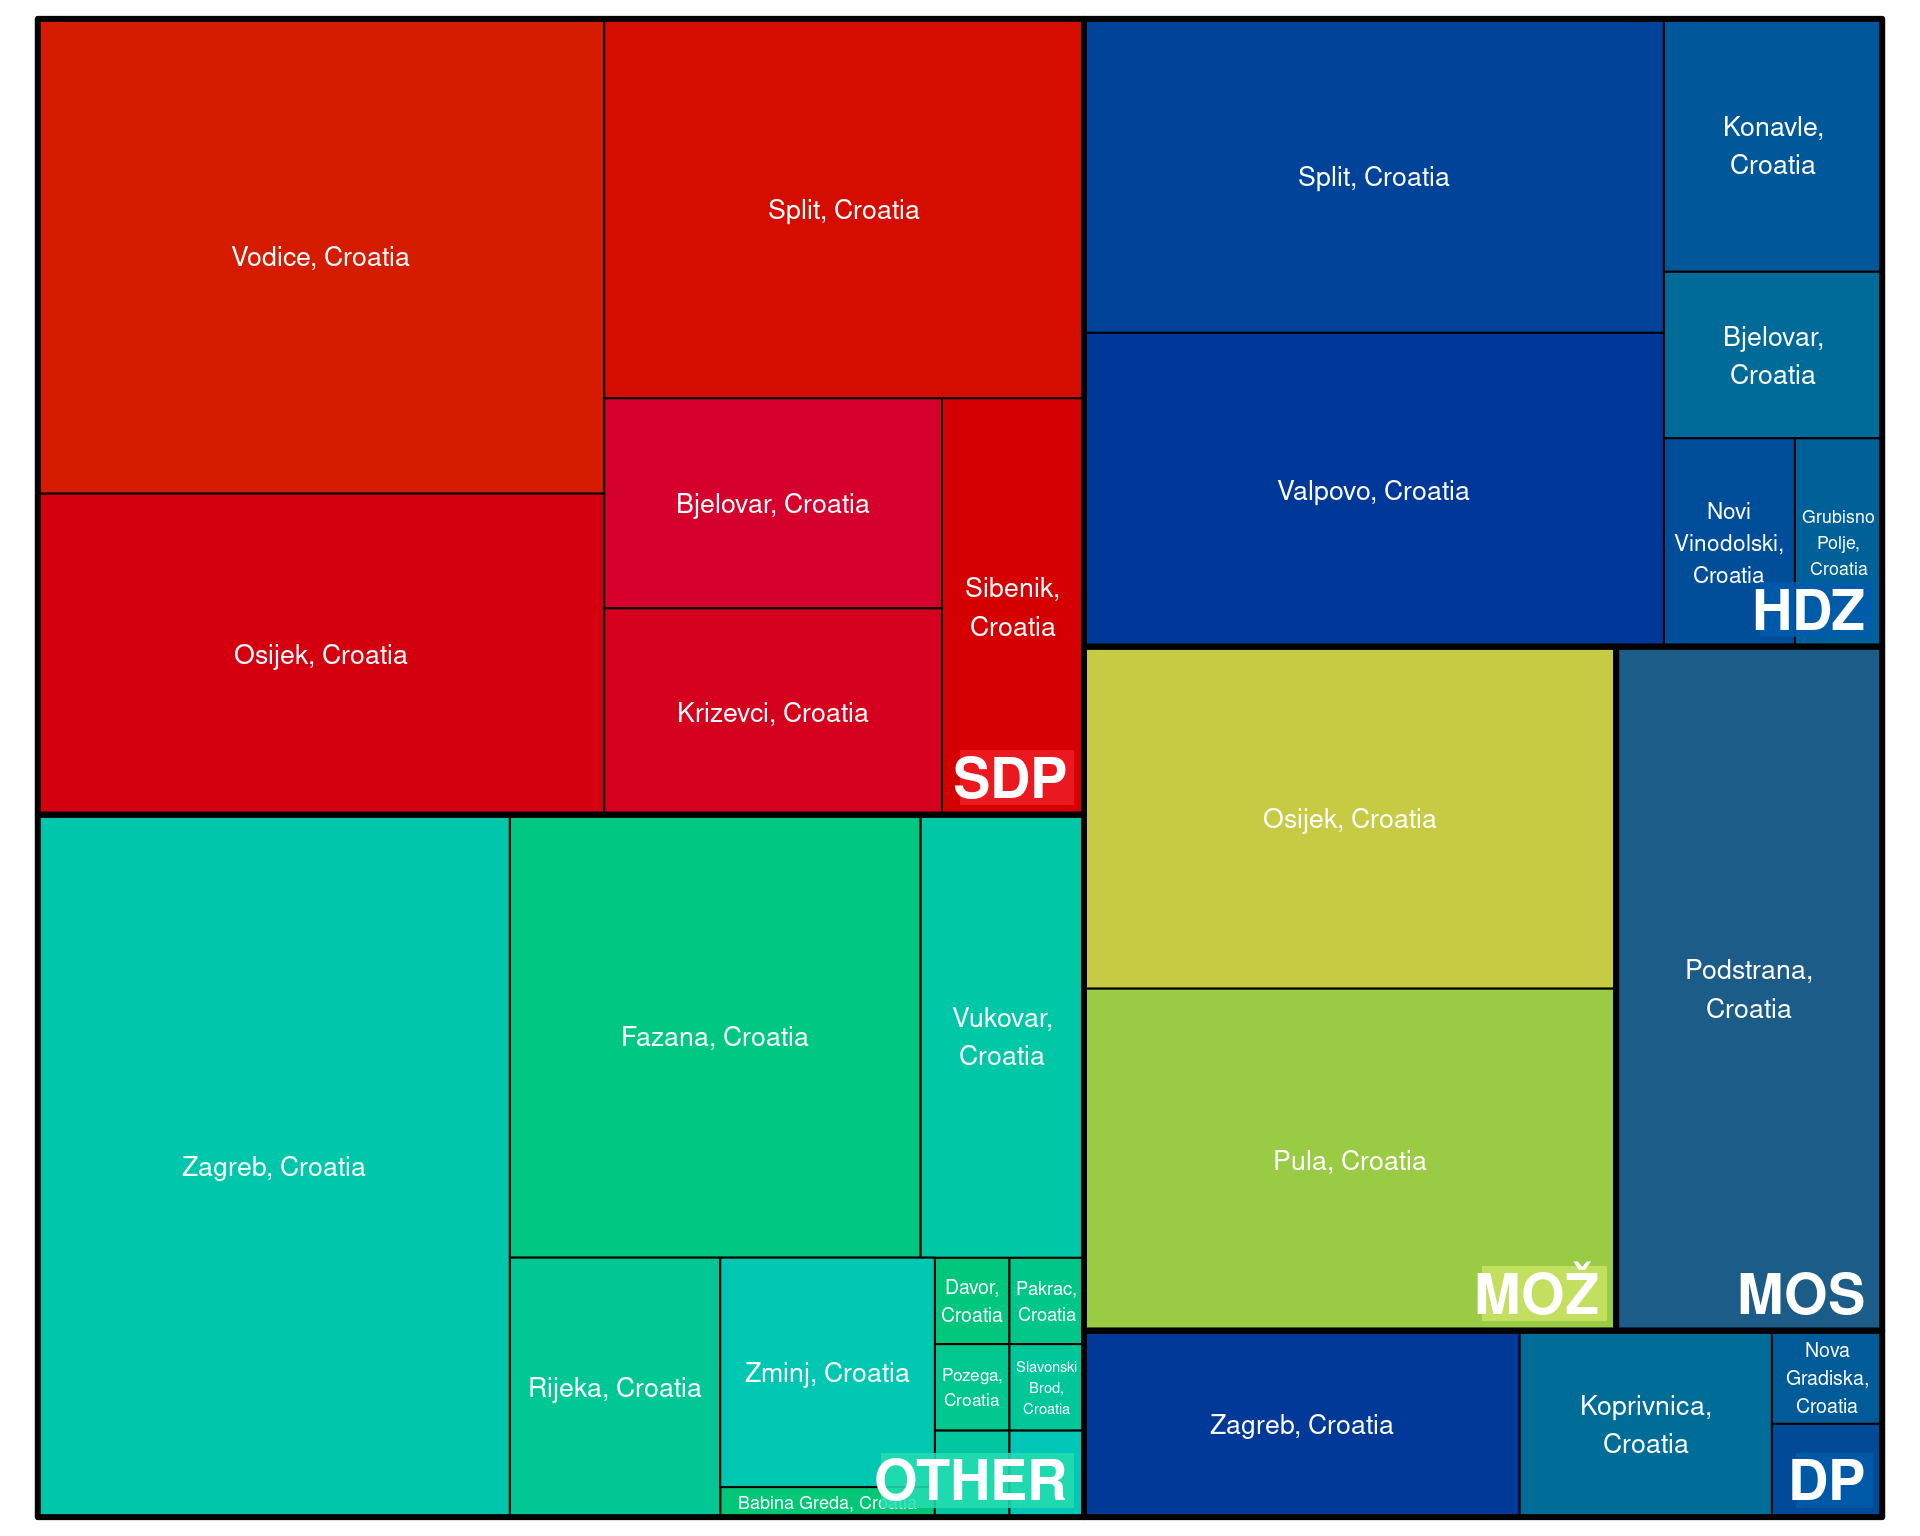 Vodice, Croatia
Split, Croatia
Osijek, Croatia
Bjelovar, Croatia
Krizevci, Croatia
Sibenik,
Croatia
SDP
Split, Croatia
Valpovo, Croatia
Konavle,
Croatia
Bjelovar,
Croatia
Novi
Vinodolski,
Croatia
Grubisno
Polje,
Croatia
HDZ
Zagreb, Croatia
Fazana, Croatia
Vukovar,
Croatia
Rijeka, Croatia
Zminj, Croatia
Babina Greda, Croatia
Davor,
Croatia
Pakrac,
Croatia
Pozega,
Croatia
Slavonski
Brod,
Croatia
OTHER
Osijek, Croatia
Pula, Croatia
MOŽ
Podstrana,
Croatia
MOS
Zagreb, Croatia
Koprivnica,
Croatia
Nova
Gradiska,
Croatia
DP